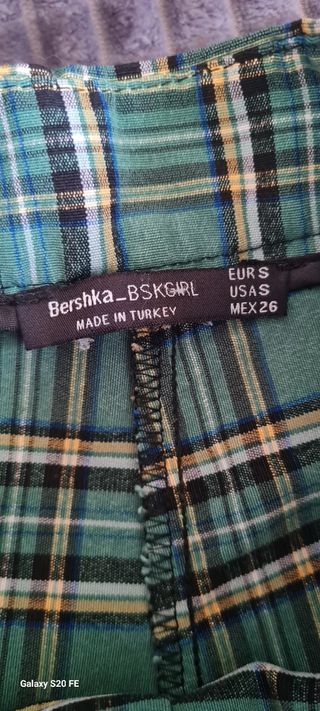 Bershka_BSKGIRL
MADE IN TURKEY
EUR S
USA S
MEX 26
Galaxy S20 FE